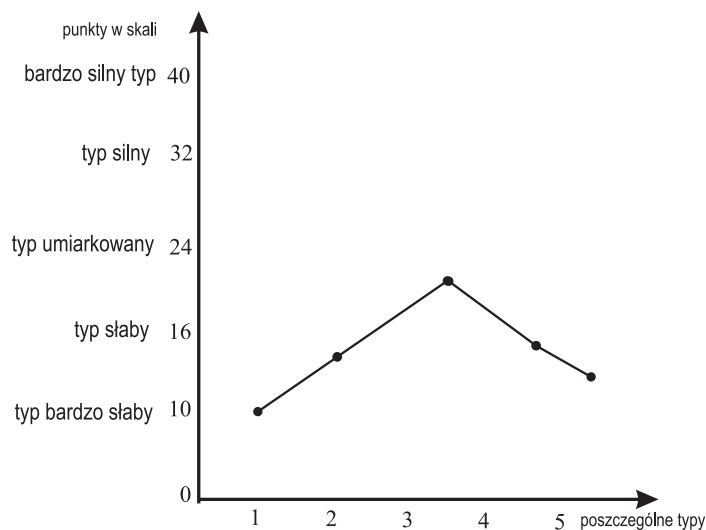 punkty w skali
bardzo silny typ 40
typ silny 32
typ umiarkowany 24
typ słaby 16
typ bardzo słaby 10
0
1 2 3 4 5 poszczególne typy